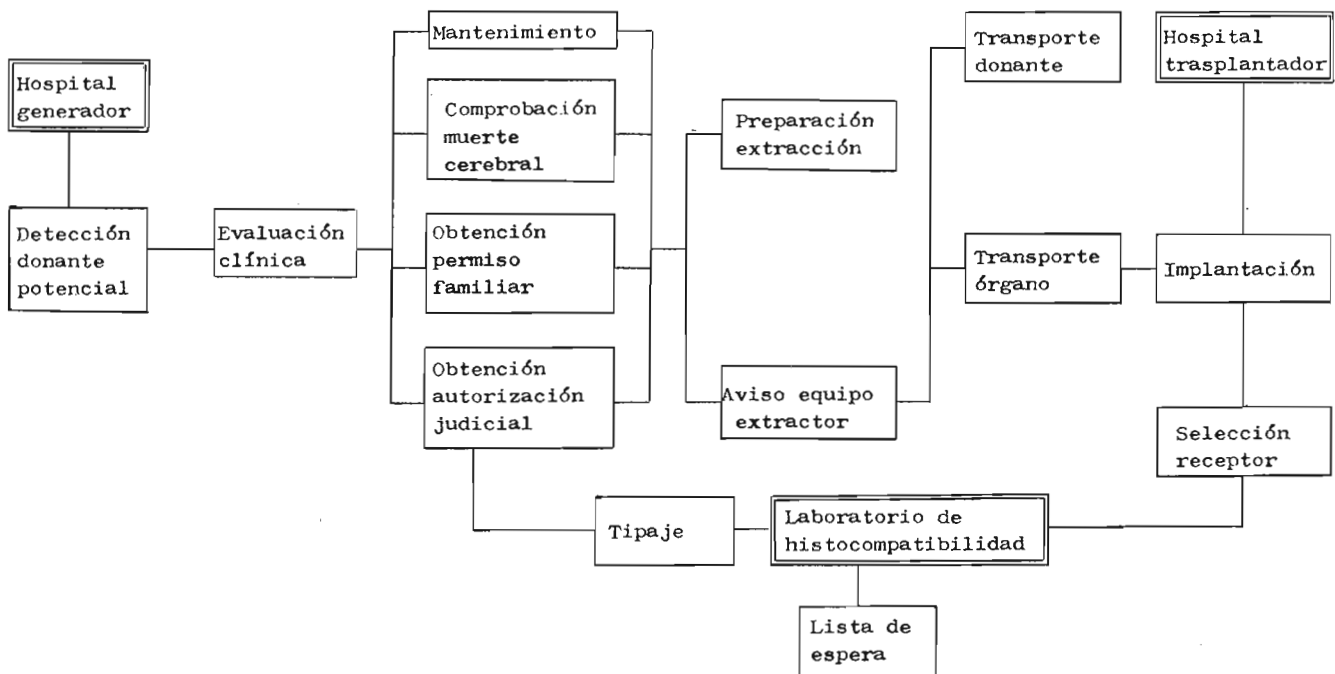 Hospital
generador
Detección
donante
potencial
Evaluación
clínica
Mantenimiento
Comprobación
muerte
cerebral
Obtención
permiso
familiar
Obtención
autorización
judicial
Preparación
extracción
Aviso equipo
extractor
Transporte
donante
Transporte
órgano
Hospital
trasplantador
Implantación
Selección
receptor
Tipaje
Laboratorio de
histocompatibilidad
Lista de
espera